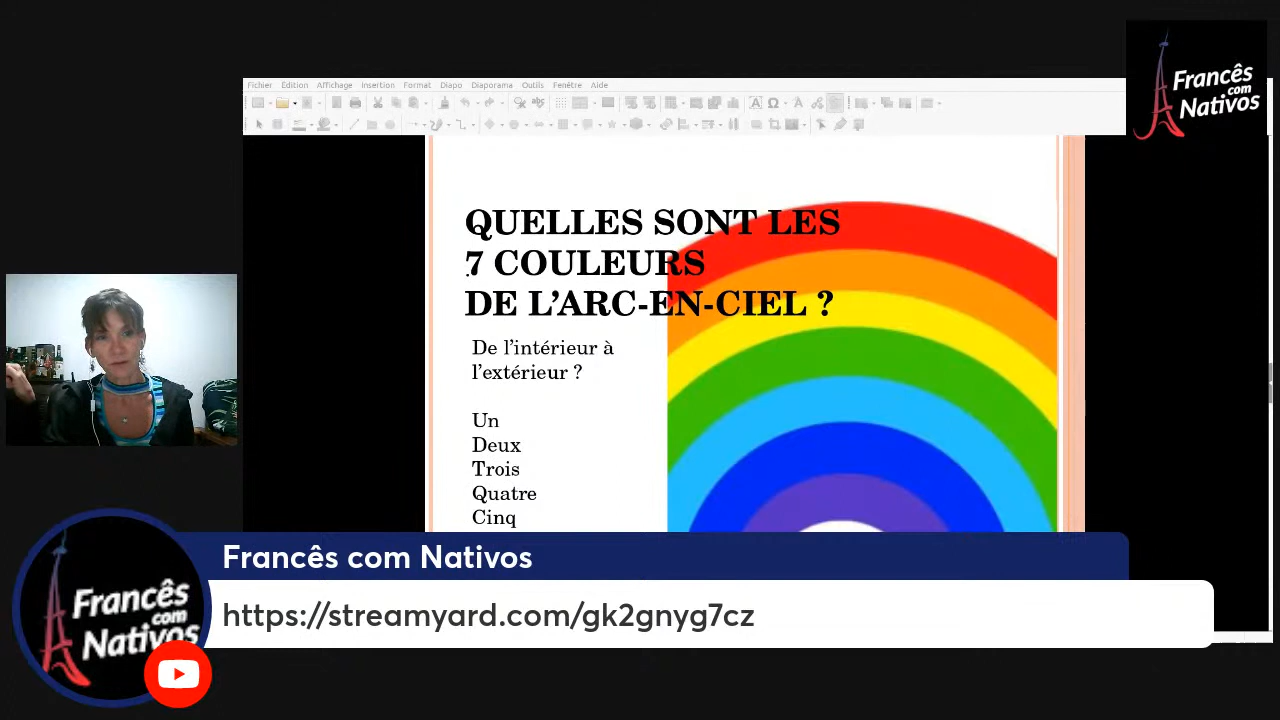 Francês
com
Nativos
Fichier Edition Affichage Insertion Format Diapo Diaporama Outils Fenêtre Aide
QUELLES SONT LES
7 COULEURS
DE L'ARC-EN-CIEL ?
De l'intérieur à
l'extérieur ?
Un
Deux
Trois
Quatre
Cinq
Francês com Nativos
https://streamyard.com/gk2gnyg7cz
Francês
com
Nativos